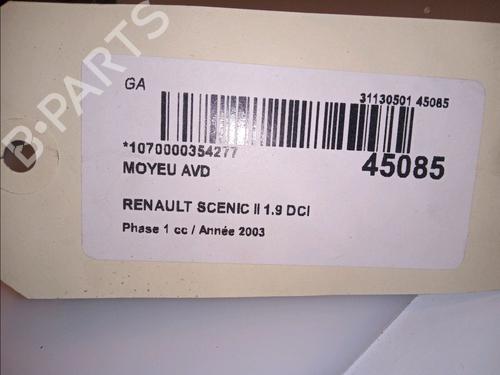 B-PARTS
GA
31130501 45085
*1070000354277
45085
MOYEU AVD
RENAULT SCENIC II 1.9 DCI
Phase 1 cc / Année 2003